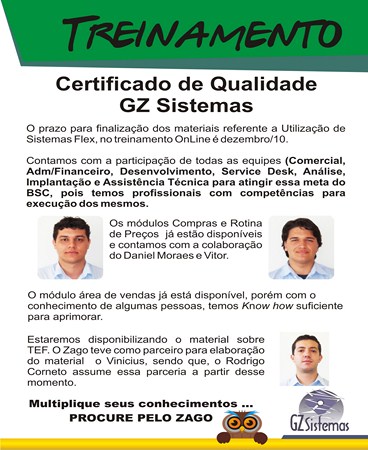 TREINAMENTO
Certificado de Qualidade
GZ Sistemas
O prazo para finalização dos materiais referente a Utilização de
Sistemas Flex, no treinamento OnLine é dezembro/10.
Contamos com a participação de todas as equipes (Comercial,
Adm/Financeiro, Desenvolvimento, Service Desk, Análise,
Implantação e Assistência Técnica para atingir essa meta do
BSC, pois temos profissionais com competências para
execução dos mesmos.
Os módulos Compras e Rotina
de Preços já estão disponíveis
e contamos com a colaboração
do Daniel Moraes e Vitor.
O módulo área de vendas já está disponível, porém com o
conhecimento de algumas pessoas, temos Know how suficiente
para aprimorar.
Estaremos disponibilizando o material sobre
TEF. O Zago teve como parceiro para elaboração
do material o Vinicius, sendo que, o Rodrigo
Corneto assume essa parceria a partir desse
momento.
Multiplique seus conhecimentos ...
PROCURE PELO ZAGO
GZ Sistemas